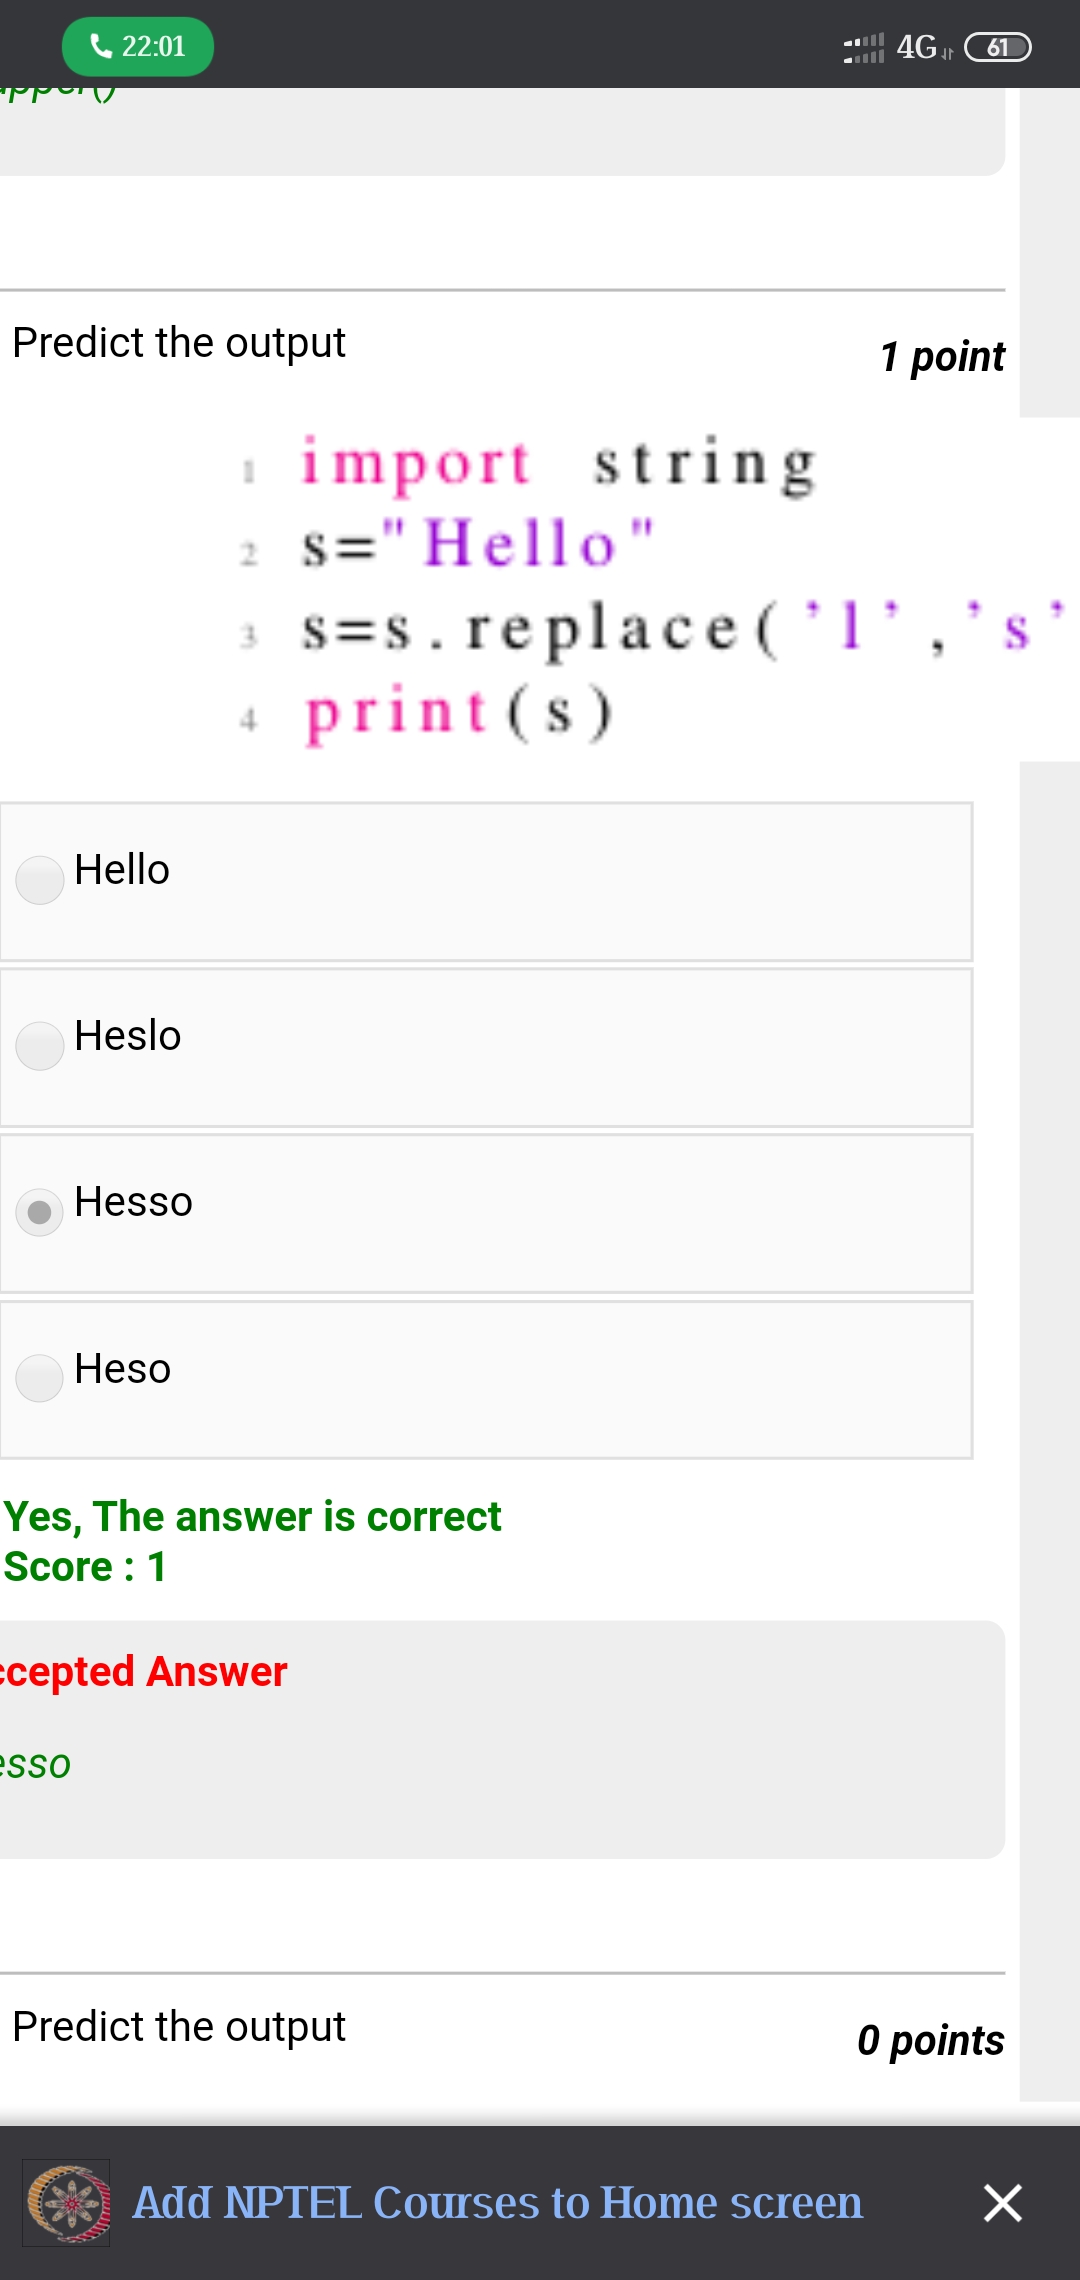 22:01 4G 61
Predict the output
1 point
1 import string
2 s="Hello"
3 s=s.replace('l','s'
4 print(s)
Hello
Heslo
Hesso
Heso
Yes, The answer is correct
Score : 1
ccepted Answer
esso
Predict the output
0 points
Add NPTEL Courses to Home screen